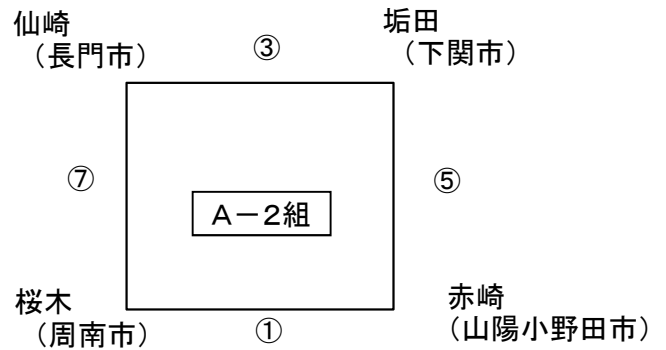 仙崎
（長門市）
③
垢田
（下関市）
⑦
A－2組
⑤
桜木
（周南市）
①
赤崎
（山陽小野田市）